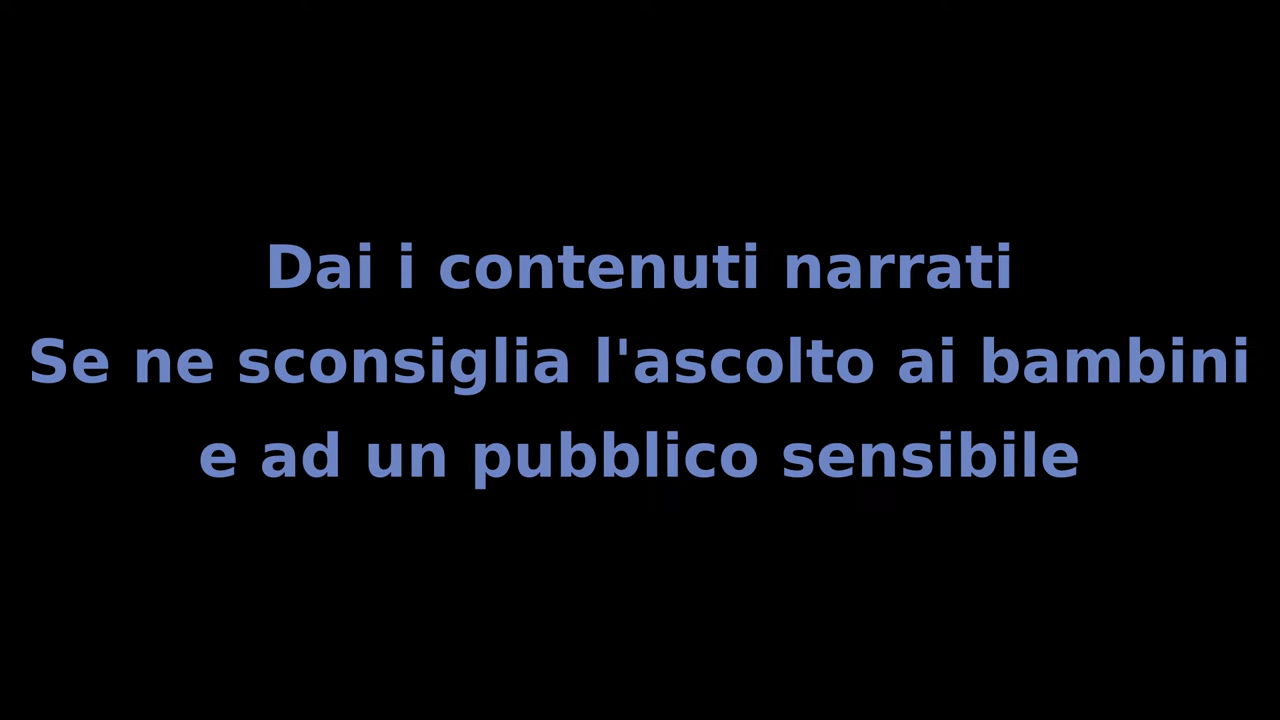 Dai i contenuti narrati
Se ne sconsiglia l'ascolto ai bambini
e ad un pubblico sensibile